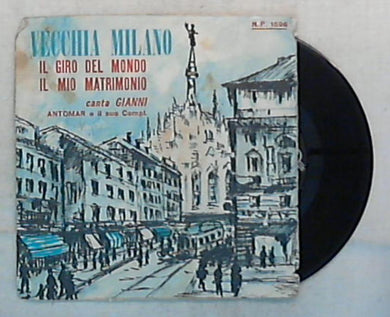 N.P. 1596
VECCHIA MILANO
IL GIRO DEL MONDO
IL MIO MATRIMONIO
canta GIANNI
ANTOMAR e il suo Compl.